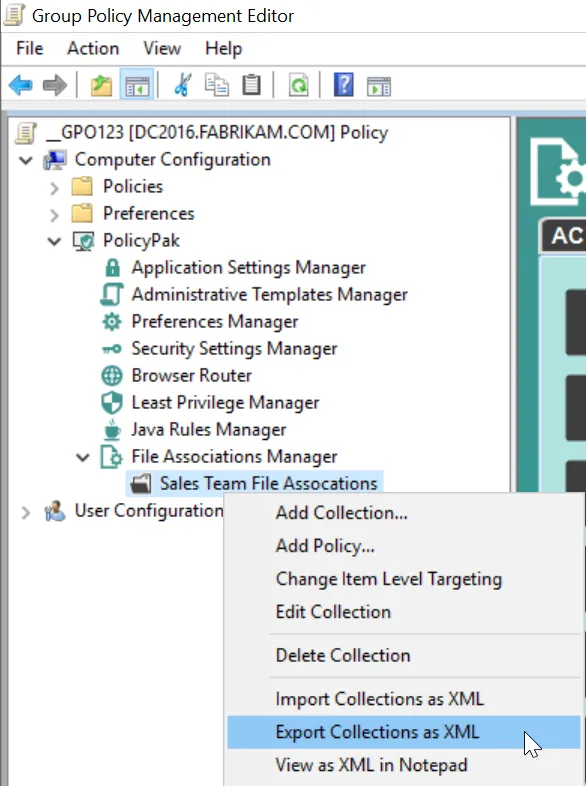 Group Policy Management Editor
File Action View Help
__GPO123 [DC2016.FABRIKAM.COM] Policy
Computer Configuration
Policies
Preferences
PolicyPak
Application Settings Manager
Administrative Templates Manager
Preferences Manager
Security Settings Manager
Browser Router
Least Privilege Manager
Java Rules Manager
File Associations Manager
Sales Team File Assocations
User Configuration
AC
Add Collection...
Add Policy...
Change Item Level Targeting
Edit Collection
Delete Collection
Import Collections as XML
Export Collections as XML
View as XML in Notepad